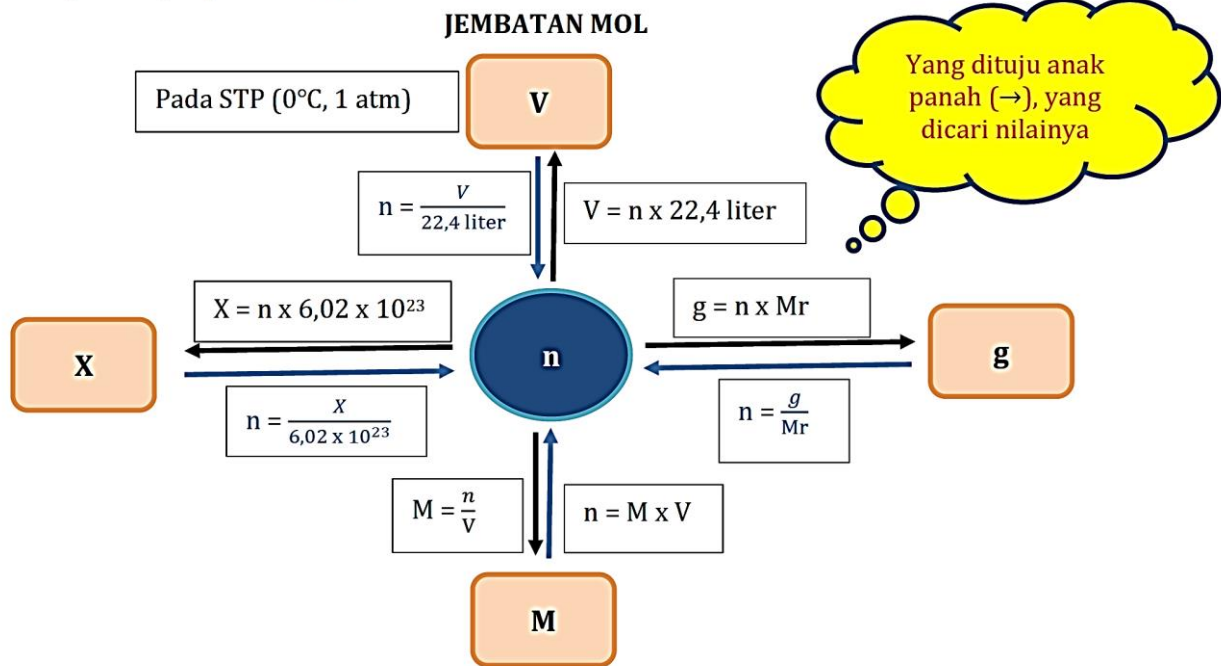 JEMBATAN MOL
Pada STP (0°C, 1 atm)
V
Yang dituju anak
panah (→), yang
dicari nilainya
n = V / 22,4 liter
V = n x 22,4 liter
X = n x 6,02 x 10²³
g = n x Mr
X
n
g
n = X / 6,02 x 10²³
n = g / Mr
M = n / V
n = M x V
M